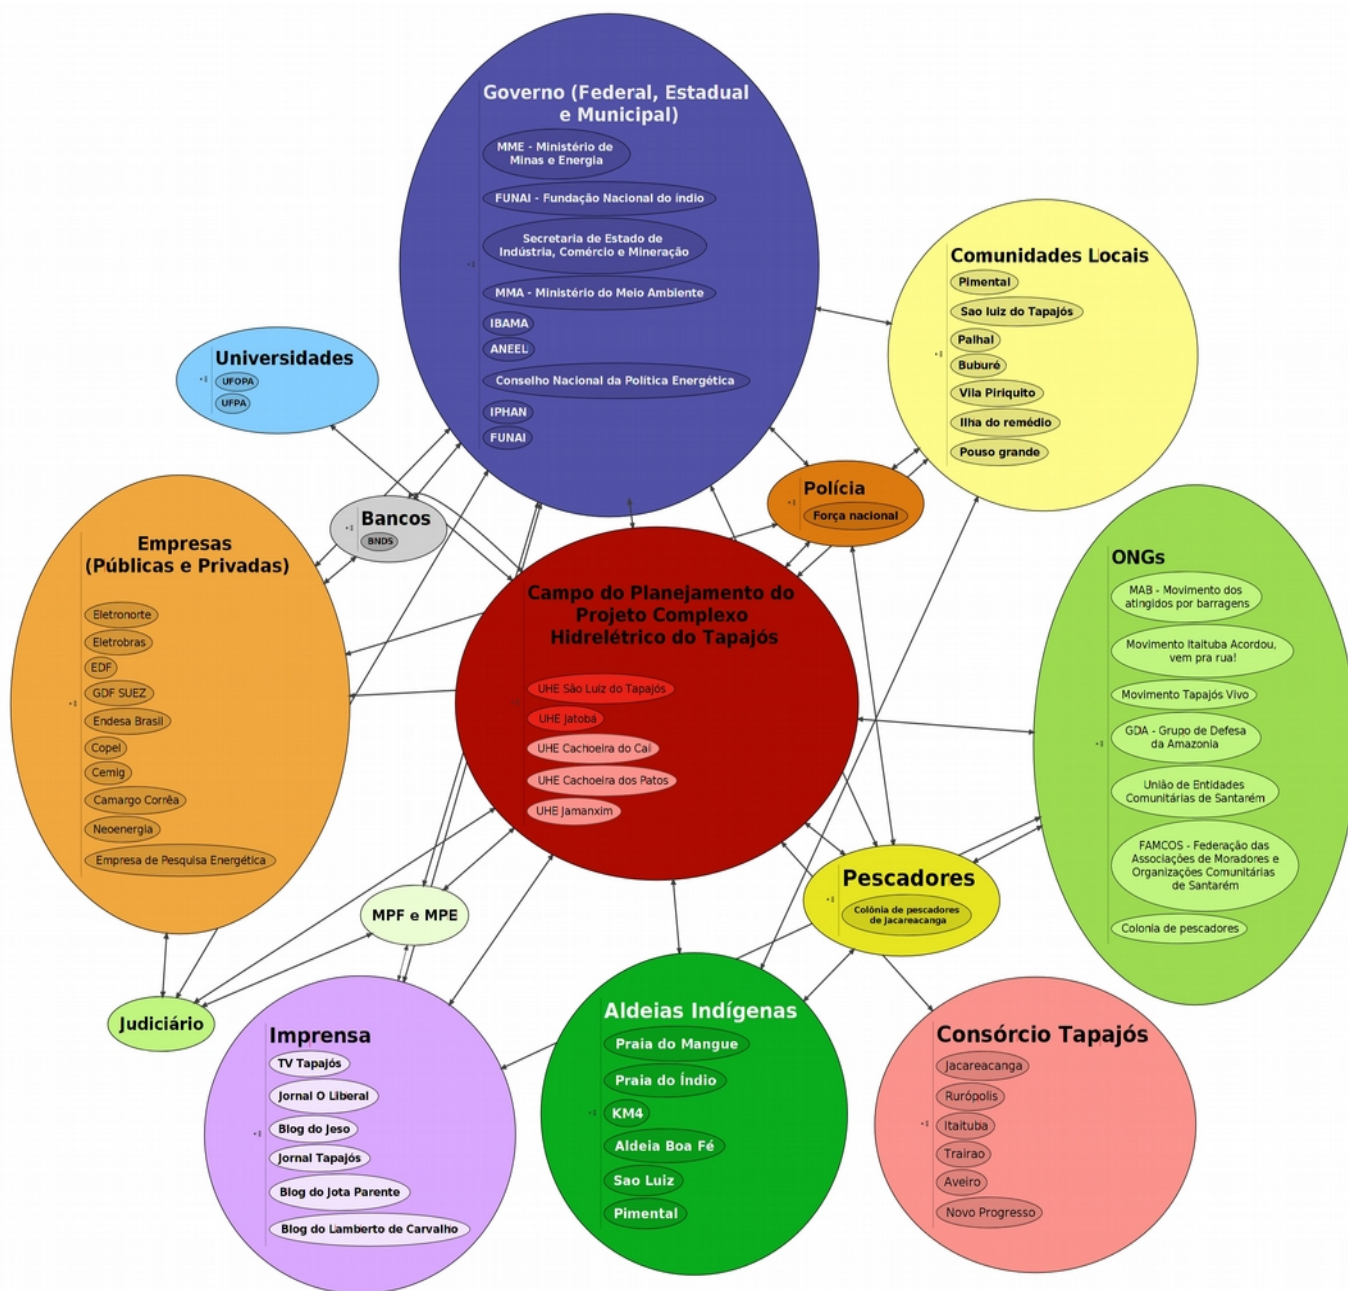 Governo (Federal, Estadual
e Municipal)
MME - Ministério de
Minas e Energia
FUNAI - Fundação Nacional do índio
Secretaria de Estado de
Indústria, Comércio e Mineração
MMA - Ministério do Meio Ambiente
IBAMA
ANEEL
Conselho Nacional da Política Energética
IPHAN
FUNAI
Comunidades Locais
Pimental
Sao luiz do Tapajós
Palhal
Buburé
Vila Piriquito
Ilha do remédio
Pouso grande
Universidades
UFOPA
UFPA
Bancos
BNDS
Polícia
Força nacional
Empresas
(Públicas e Privadas)
Eletronorte
Eletrobras
EDF
GDF SUEZ
Endesa Brasil
Copel
Cemig
Camargo Corrêa
Neoenergia
Empresa de Pesquisa Energética
Campo do Planejamento do
Projeto Complexo
Hidrelétrico do Tapajós
UHE São Luiz do Tapajós
UHE Jatobá
UHE Cachoeira do Caí
UHE Cachoeira dos Patos
UHE Jamanxim
ONGs
MAB - Movimento dos
atingidos por barragens
Movimento Itaituba Acordou,
vem pra rua!
Movimento Tapajós Vivo
GDA - Grupo de Defesa
da Amazonia
União de Entidades
Comunitárias de Santarém
FAMCOS - Federação das
Associações de Moradores e
Organizações Comunitárias
de Santarém
Colonia de pescadores
MPF e MPE
Pescadores
Colônia de pescadores
de Jacareacanga
Judiciário
Imprensa
TV Tapajós
Jornal O Liberal
Blog do Jeso
Jornal Tapajós
Blog do Jota Parente
Blog do Lamberto de Carvalho
Aldeias Indígenas
Praia do Mangue
Praia do Índio
KM4
Aldeia Boa Fé
Sao Luiz
Pimental
Consórcio Tapajós
Jacareacanga
Rurópolis
Itaituba
Trairao
Aveiro
Novo Progresso